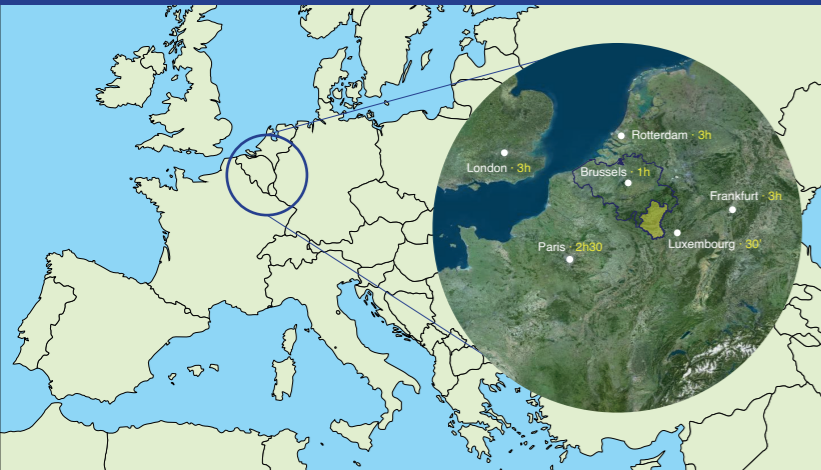 Rotterdam · 3h
London · 3h
Brussels · 1h
Frankfurt · 3h
Paris · 2h30
Luxembourg · 30'